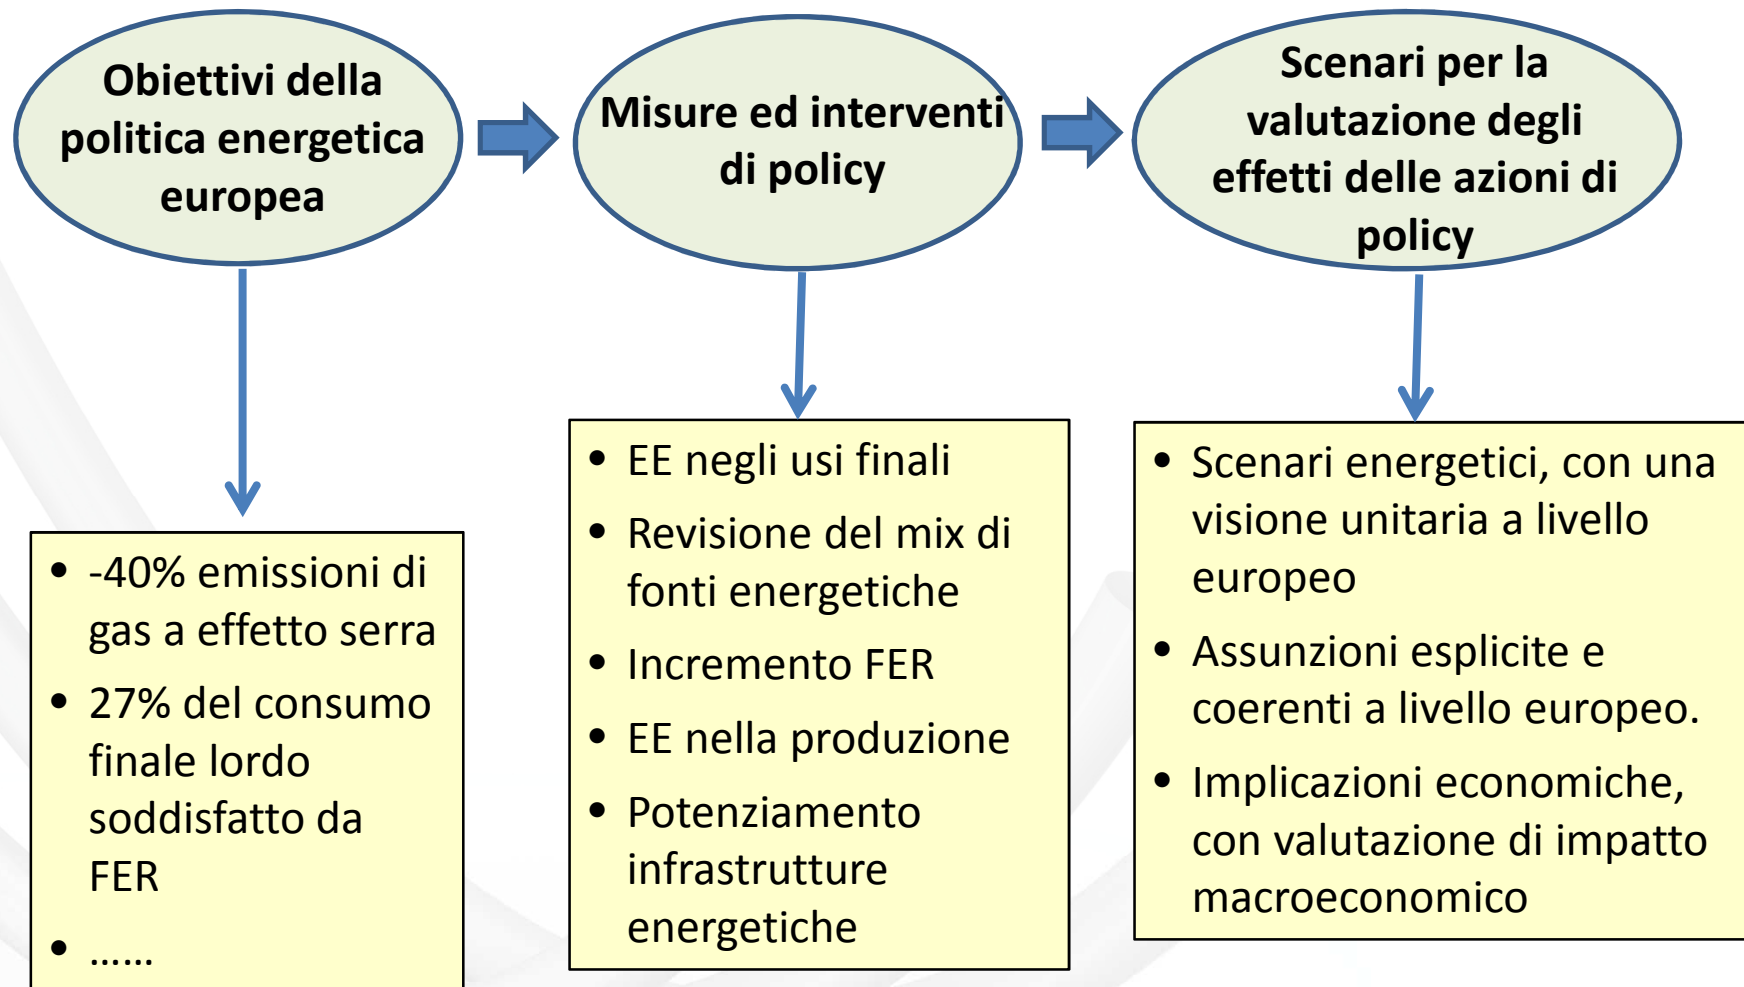 Obiettivi della
politica energetica
europea
Misure ed interventi
di policy
Scenari per la
valutazione degli
effetti delle azioni di
policy
• -40% emissioni di
gas a effetto serra
• 27% del consumo
finale lordo
soddisfatto da
FER
• ......
• EE negli usi finali
• Revisione del mix di
fonti energetiche
• Incremento FER
• EE nella produzione
• Potenziamento
infrastrutture
energetiche
• Scenari energetici, con una
visione unitaria a livello
europeo
• Assunzioni esplicite e
coerenti a livello europeo.
• Implicazioni economiche,
con valutazione di impatto
macroeconomico